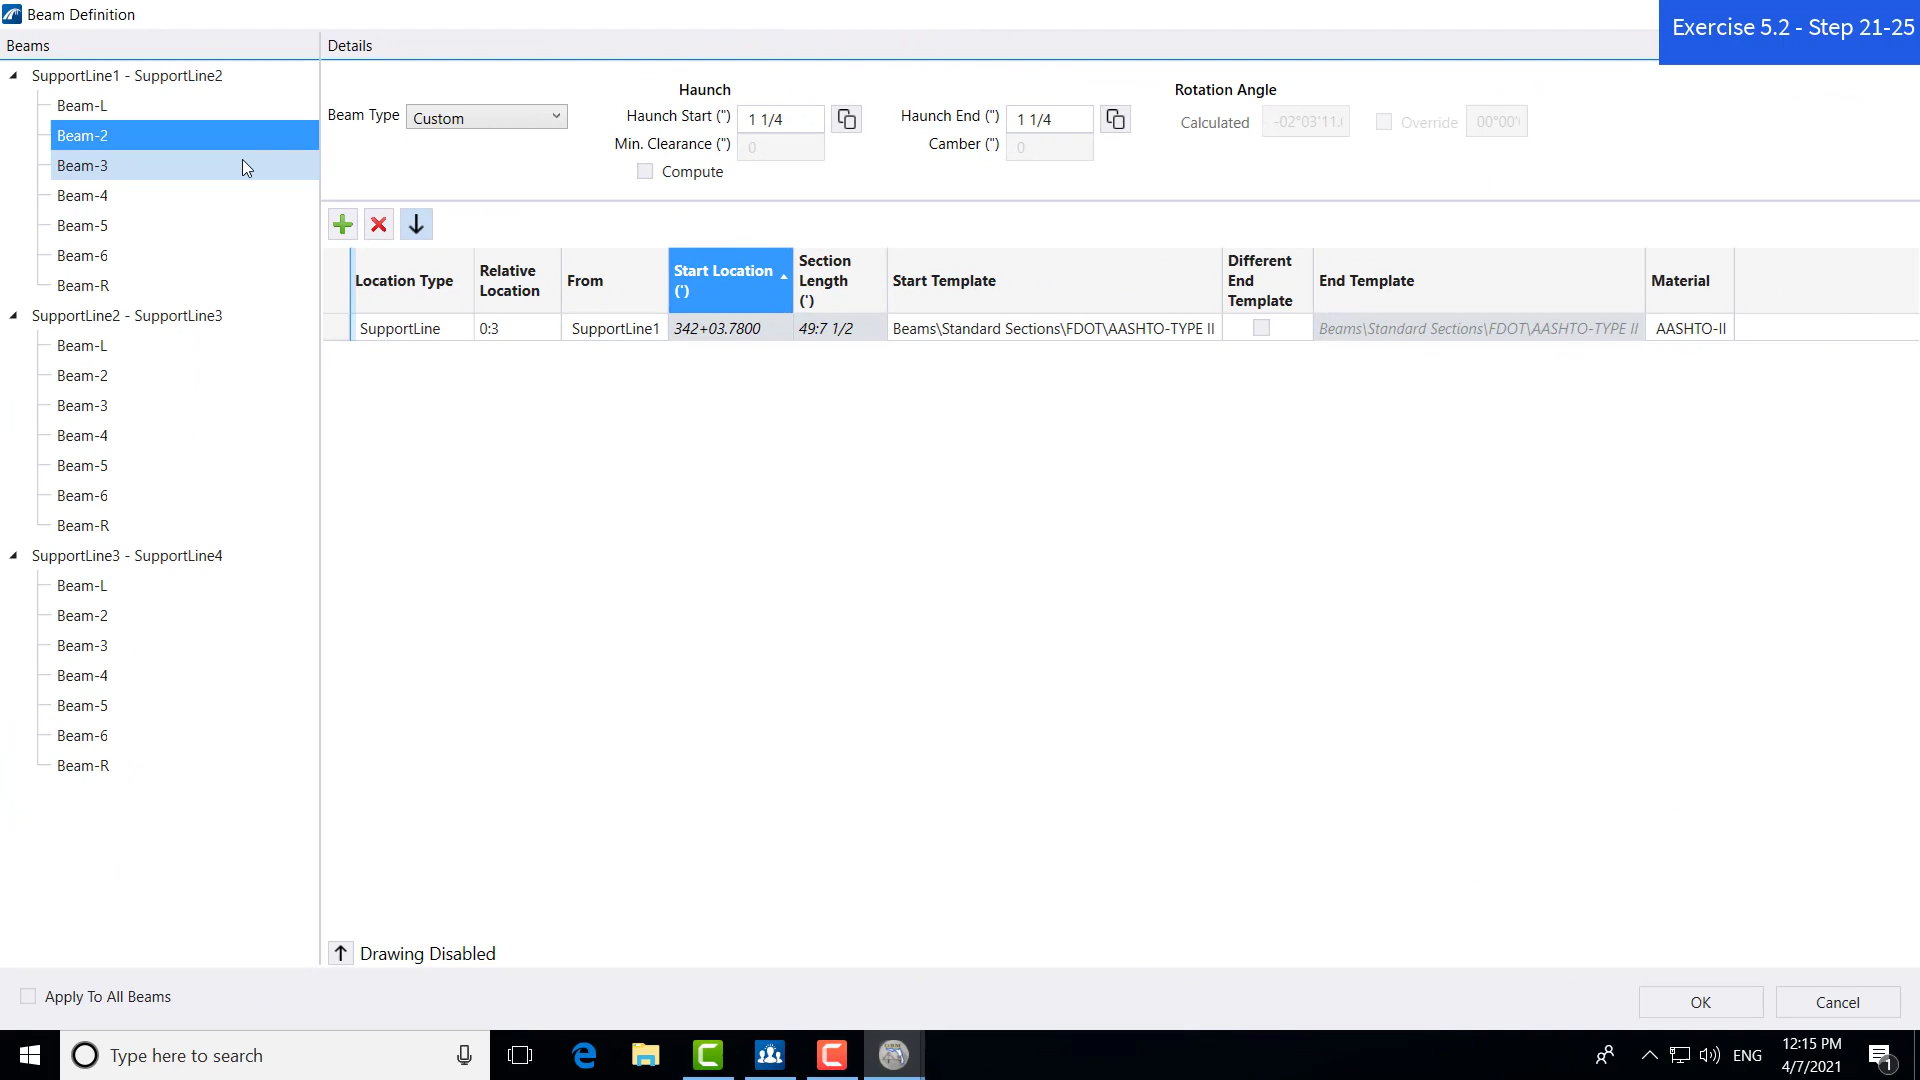 Beam Definition
Exercise 5.2 - Step 21-25
Beams
Details
SupportLine1 - SupportLine2
Beam-L
Beam-2
Beam-3
Beam-4
Beam-5
Beam-6
Beam-R
SupportLine2 - SupportLine3
Beam-L
Beam-2
Beam-3
Beam-4
Beam-5
Beam-6
Beam-R
SupportLine3 - SupportLine4
Beam-L
Beam-2
Beam-3
Beam-4
Beam-5
Beam-6
Beam-R
Beam Type Custom
Haunch
Haunch Start (") 1 1/4
Min. Clearance (") 0
Compute
Haunch End (") 1 1/4
Camber (") 0
Rotation Angle
Calculated -02°03'11. Override 00°00'
Location Type
Relative Location
From
Start Location (')
Section Length (')
Start Template
Different End Template
End Template
Material
SupportLine 0:3 SupportLine1 342+03.7800 49:7 1/2 Beams\Standard Sections\FDOT\AASHTO-TYPE II Beams\Standard Sections\FDOT\AASHTO-TYPE II AASHTO-II
Drawing Disabled
Apply To All Beams
OK
Cancel
Type here to search
ENG
12:15 PM
4/7/2021
1